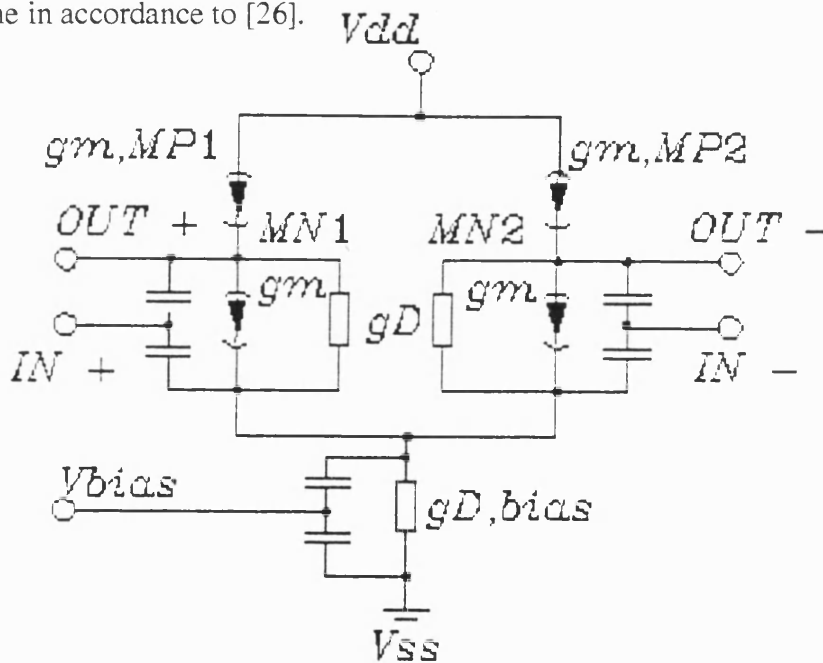 ne in accordance to [26].
Vdd
gm,MP1
gm,MP2
OUT +
MN1
MN2
OUT -
gm
gD
gm
IN +
IN -
Vbias
gD,bias
Vss